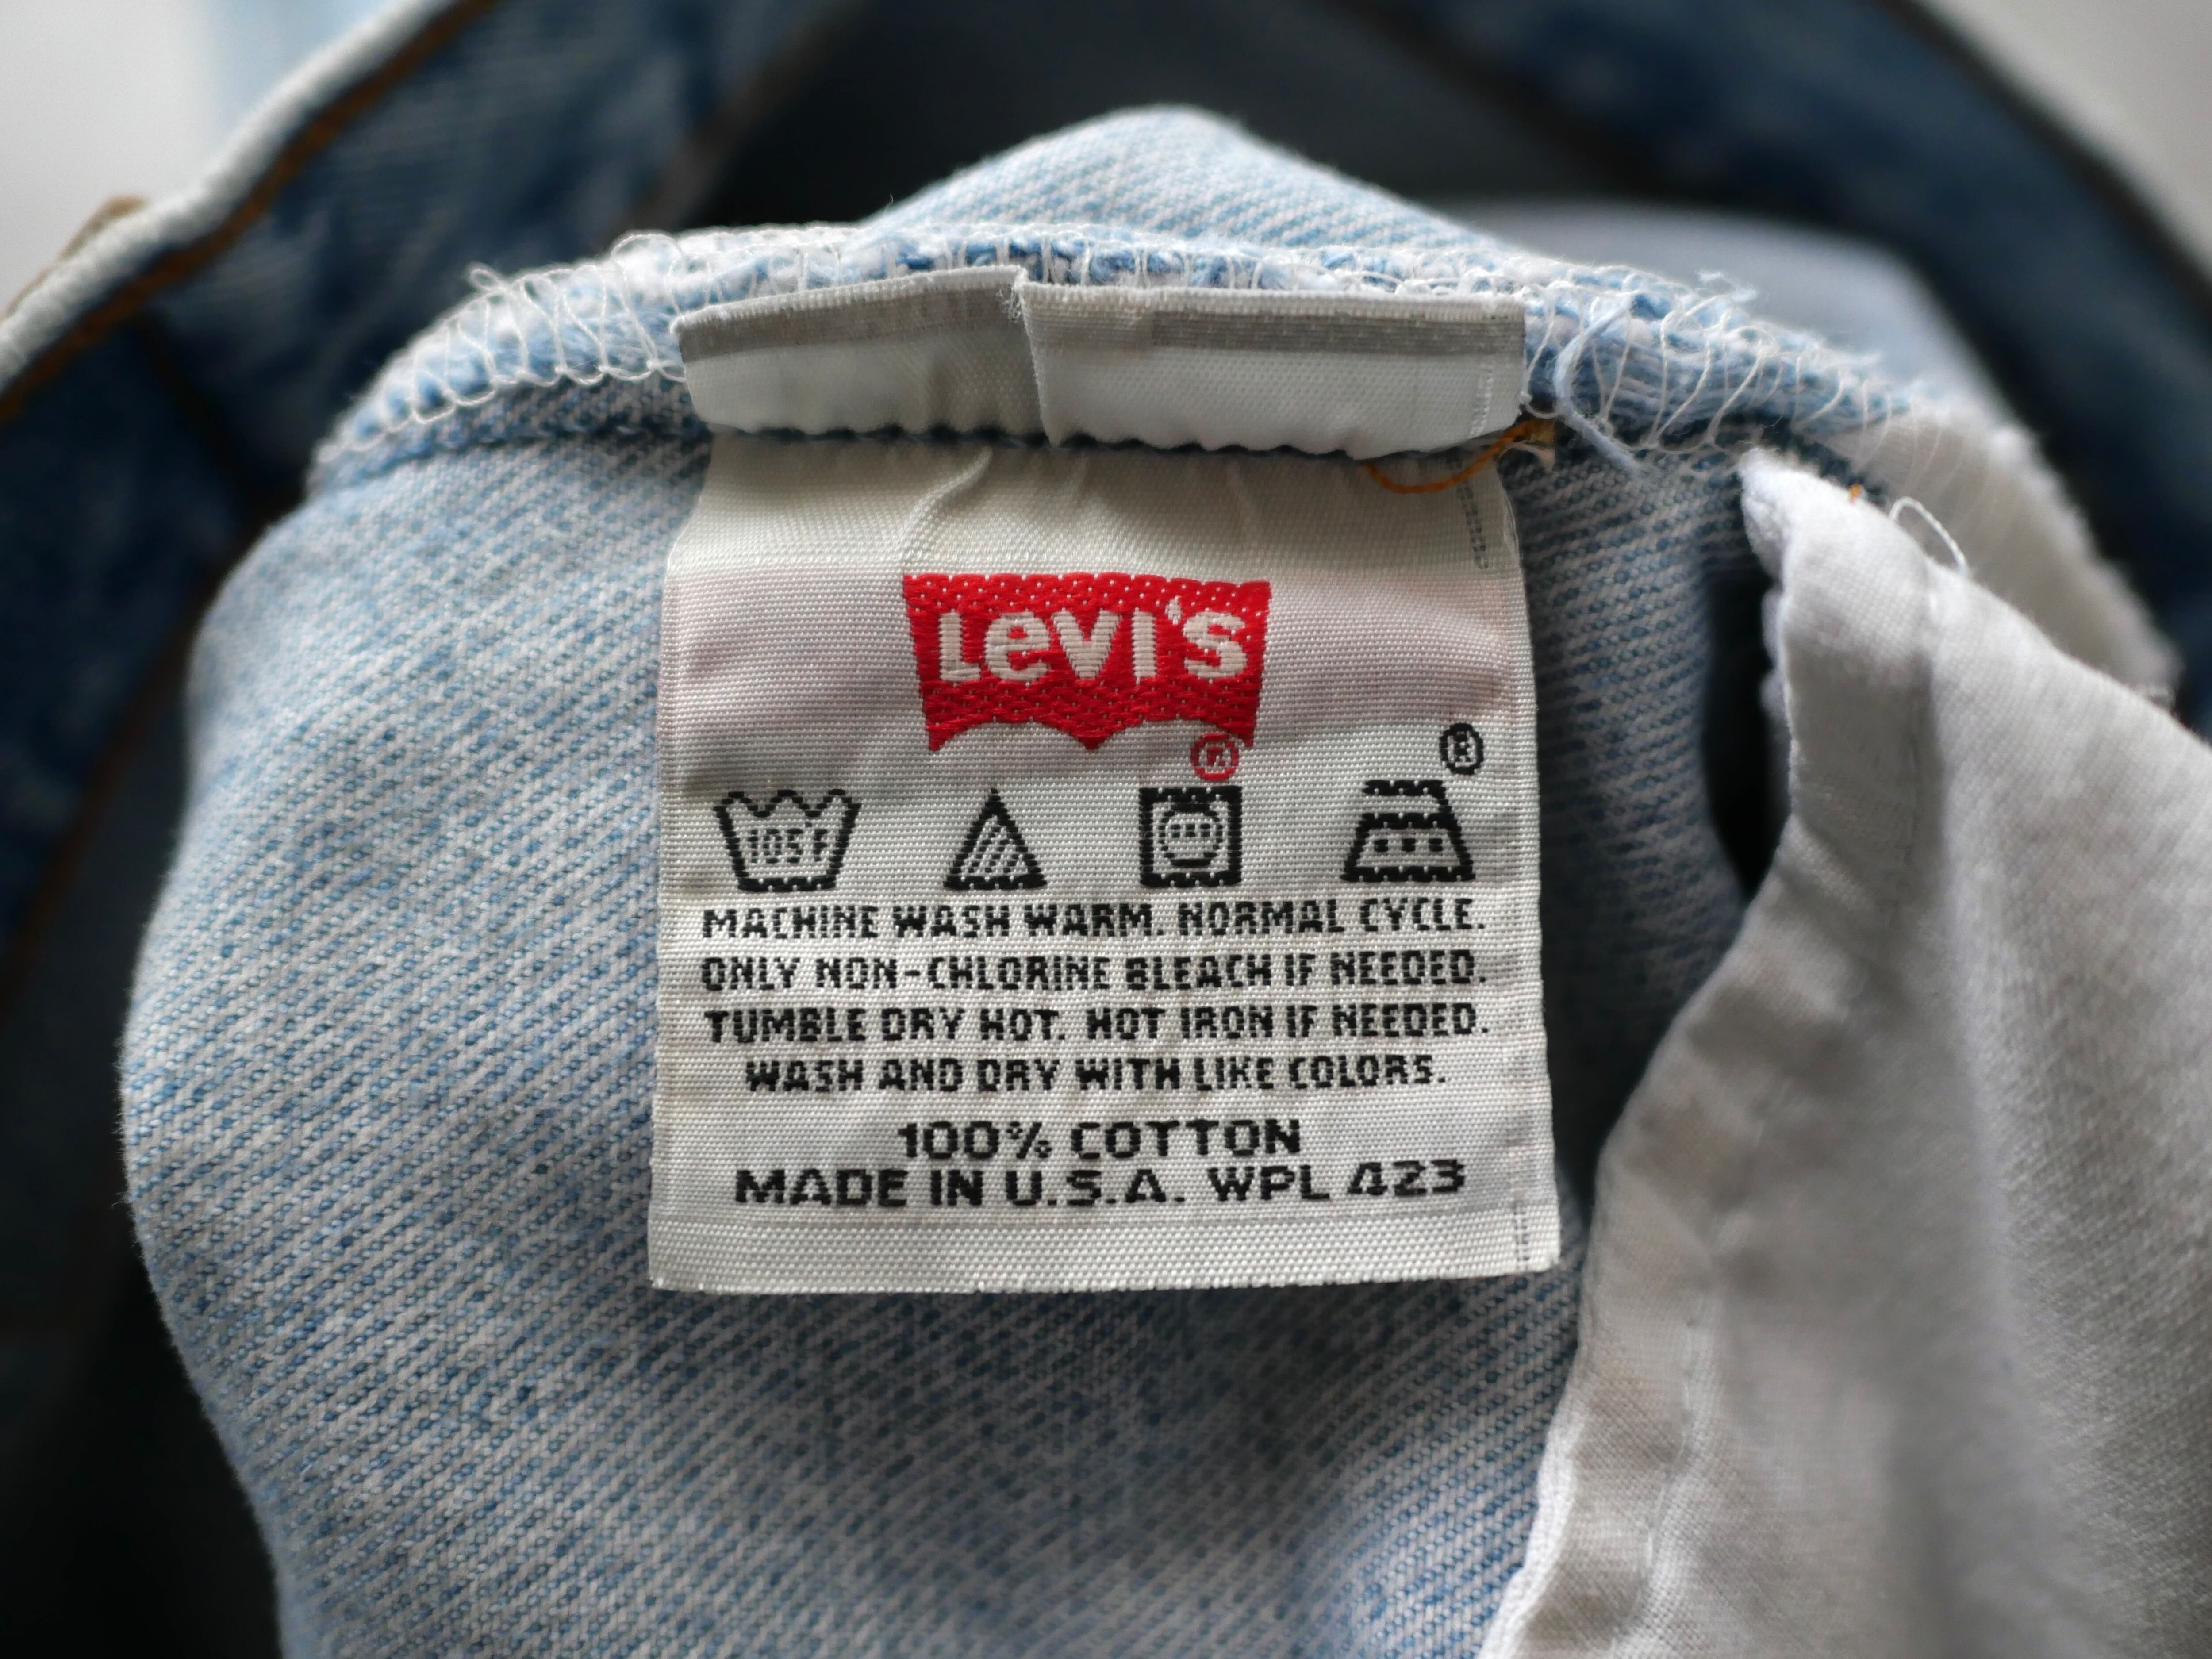 Levi's
®
®
105°F
MACHINE WASH WARM. NORMAL CYCLE.
ONLY NON-CHLORINE BLEACH IF NEEDED.
TUMBLE DRY HOT. HOT IRON IF NEEDED.
WASH AND DRY WITH LIKE COLORS.
100% COTTON
MADE IN U.S.A. WPL 423